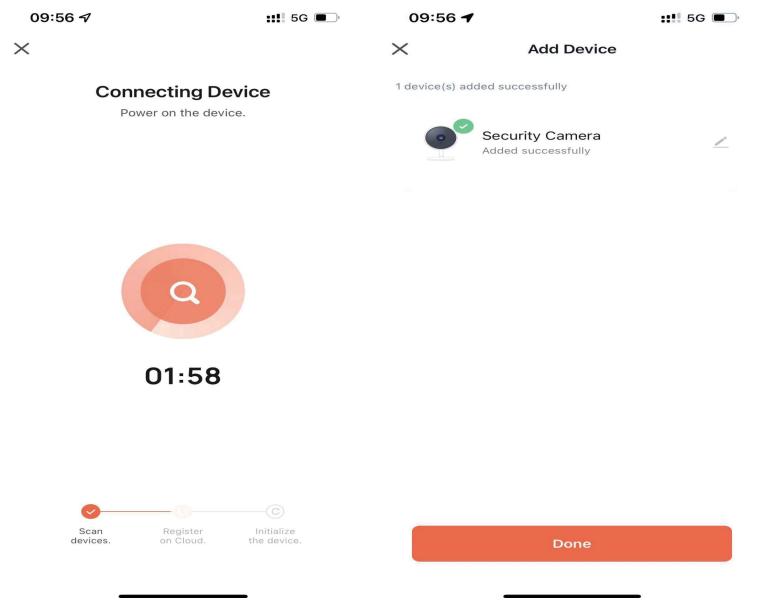 09:56
5G
Connecting Device
Power on the device.
01:58
Scan
devices.
Register
on Cloud.
Initialize
the device.
09:56
5G
Add Device
1 device(s) added successfully
Security Camera
Added successfully
Done